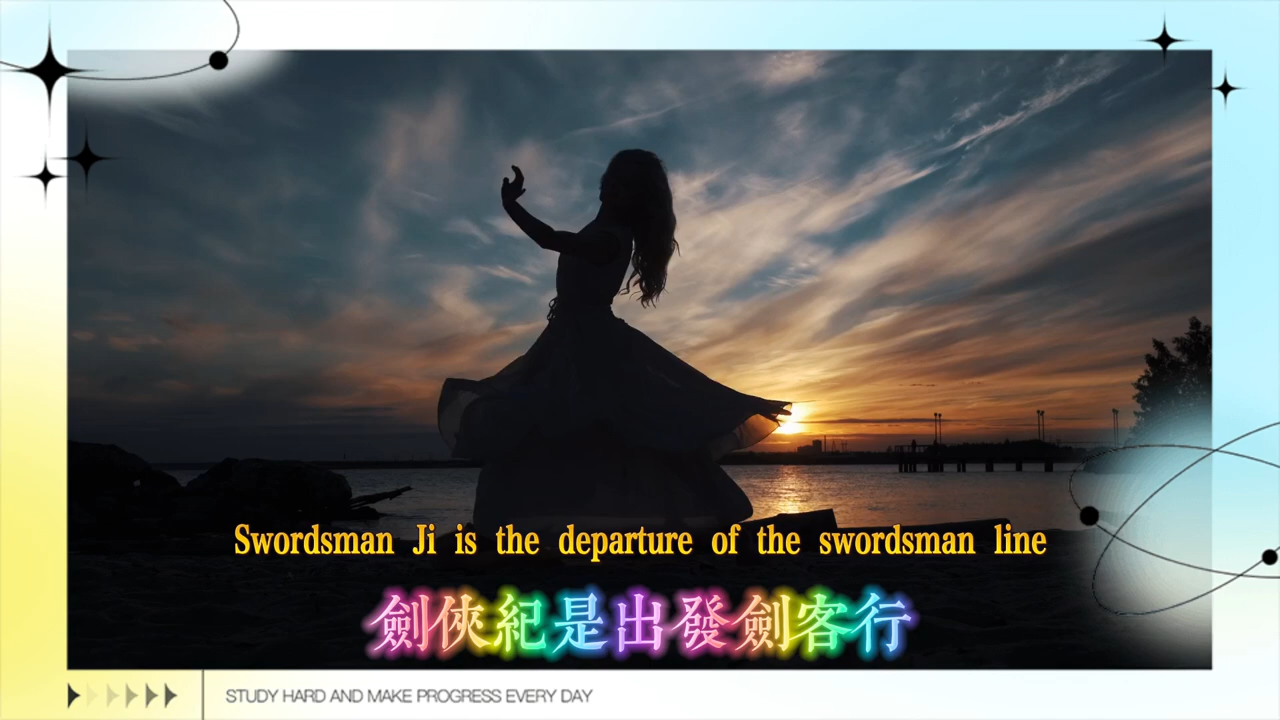 Swordsman Ji is the departure of the swordsman line
劍俠紀是出發劍客行
STUDY HARD AND MAKE PROGRESS EVERY DAY